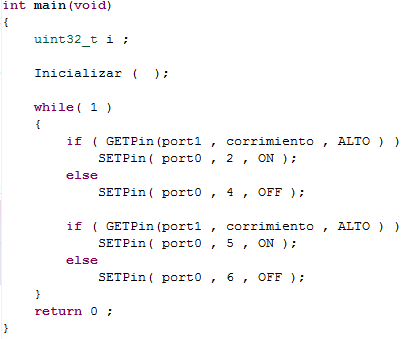 int main(void)
{
uint32_t i ;
Inicializar ( );
while( 1 )
{
if ( GETPin(port1 , corrimiento , ALTO ) )
SETPin( port0 , 2 , ON );
else
SETPin( port0 , 4 , OFF );
if ( GETPin(port1 , corrimiento , ALTO ) )
SETPin( port0 , 5 , ON );
else
SETPin( port0 , 6 , OFF );
}
return 0 ;
}